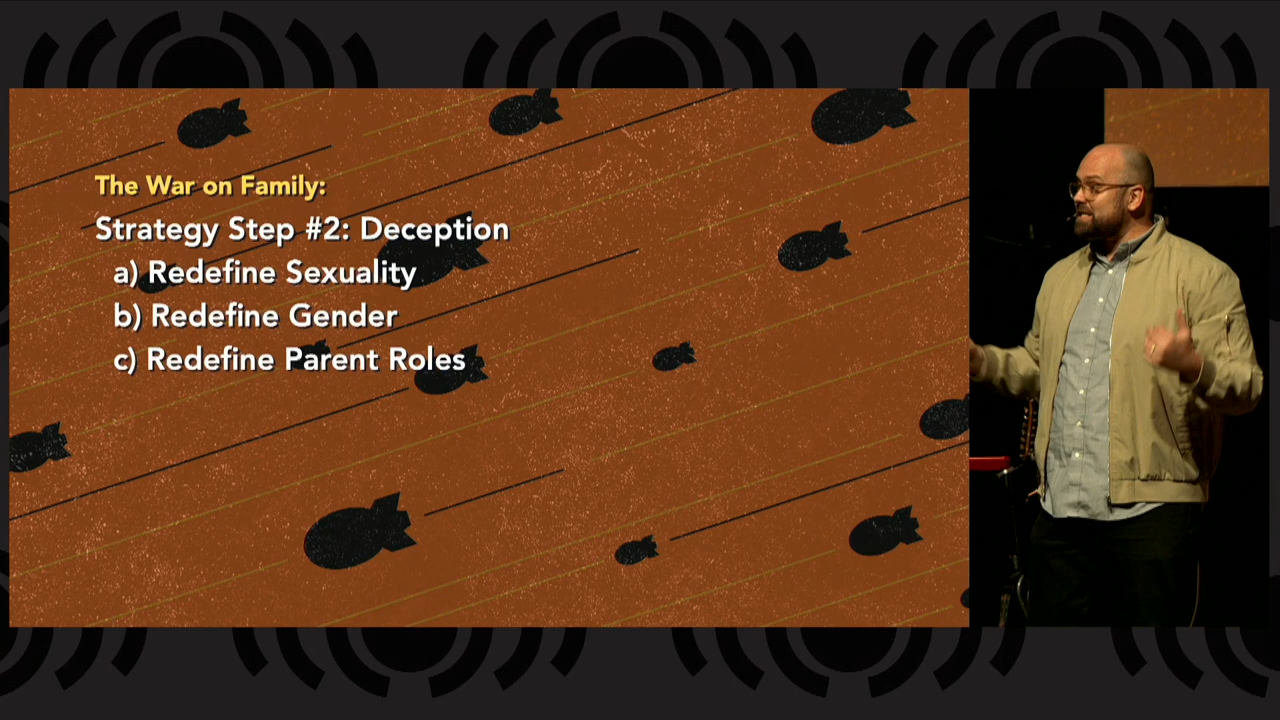 The War on Family:
Strategy Step #2: Deception
a) Redefine Sexuality
b) Redefine Gender
c) Redefine Parent Roles